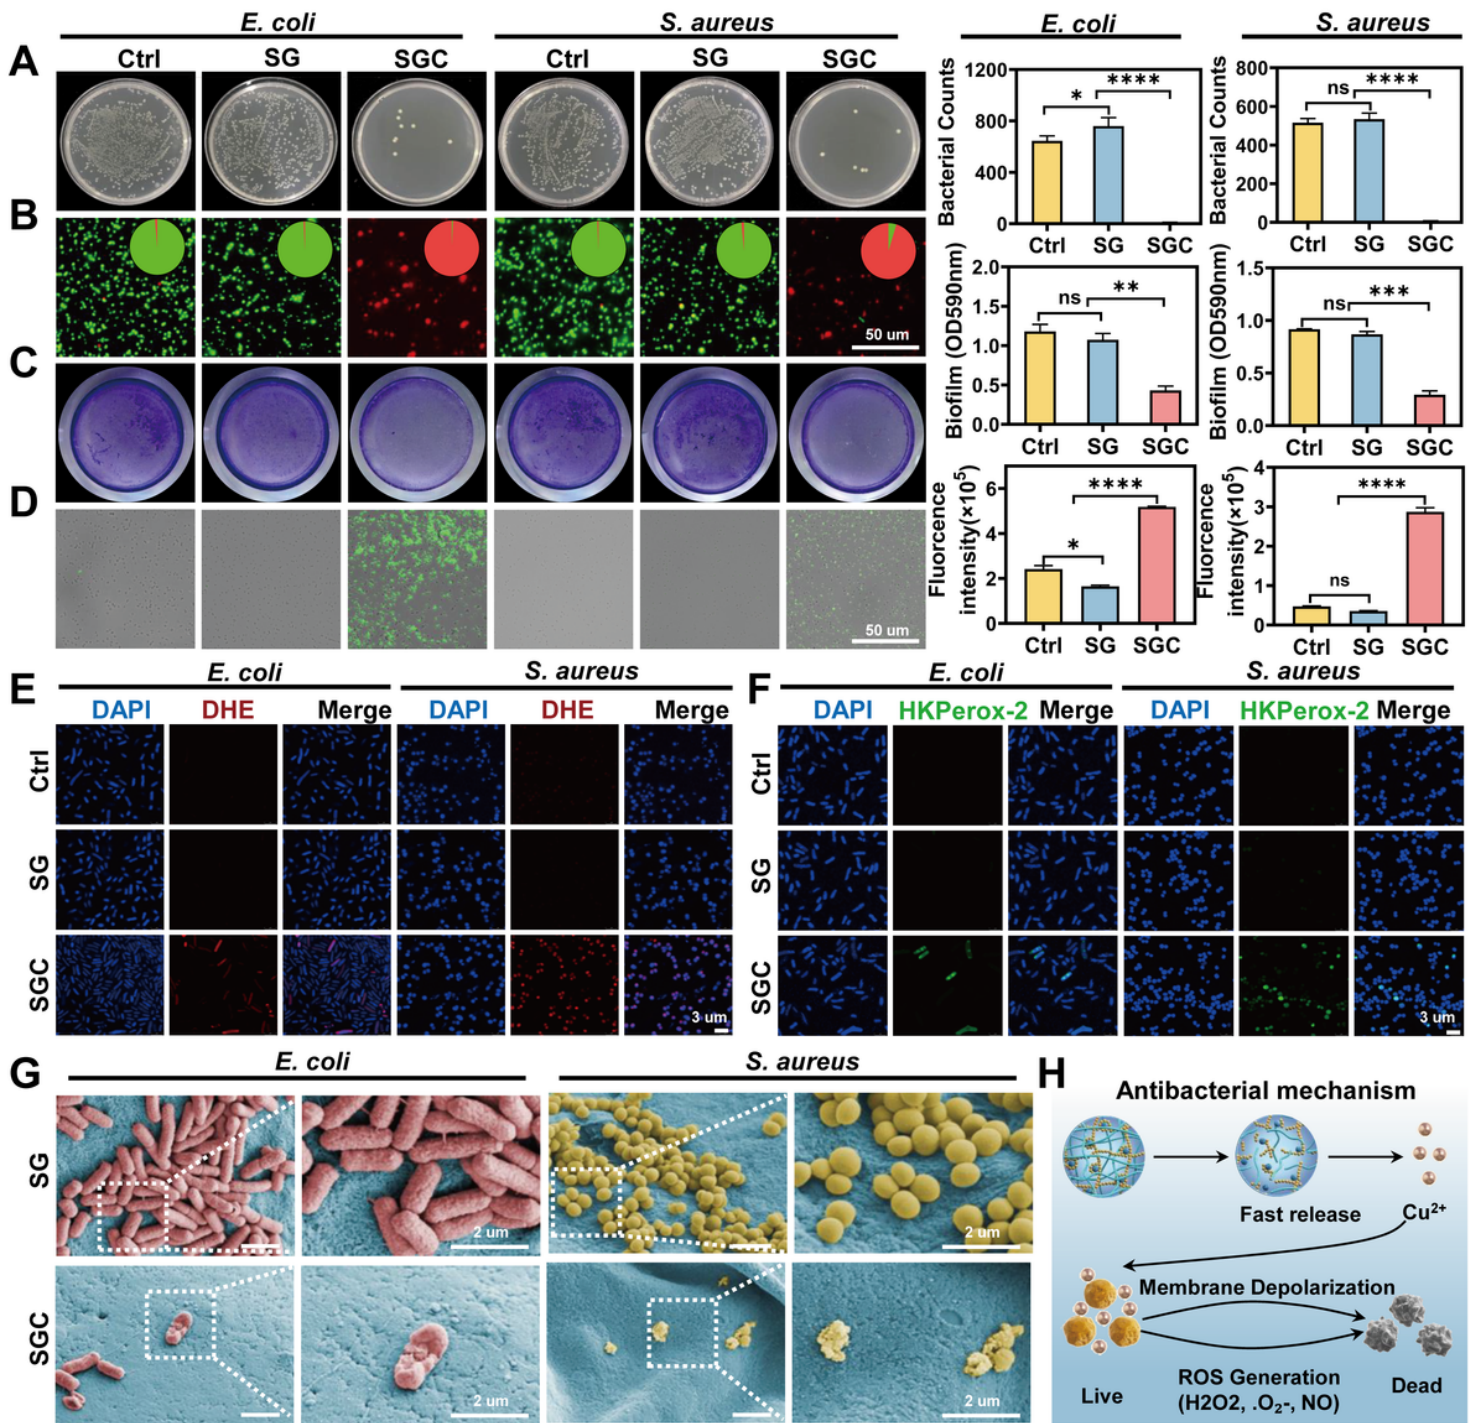 E. coli
S. aureus
A
Ctrl
SG
SGC
Ctrl
SG
SGC
B
50 um
C
D
50 um
E. coli
S. aureus
Bacterial Counts
1200
800
400
0
*
****
Ctrl
SG
SGC
Bacterial Counts
800
600
400
200
0
ns
****
Ctrl
SG
SGC
Biofilm (OD590nm)
2.0
1.5
1.0
0.5
0.0
ns
**
Ctrl
SG
SGC
Biofilm (OD590nm)
1.5
1.0
0.5
0.0
ns
***
Ctrl
SG
SGC
Fluorcence
intensity(×10⁵)
6
4
2
0
*
****
Ctrl
SG
SGC
Fluorcence
intensity(×10⁵)
4
3
2
1
0
ns
****
Ctrl
SG
SGC
E
E. coli
S. aureus
DAPI
DHE
Merge
DAPI
DHE
Merge
Ctrl
SG
SGC
3 um
F
E. coli
S. aureus
DAPI
HKPerox-2
Merge
DAPI
HKPerox-2
Merge
Ctrl
SG
SGC
3 um
G
E. coli
S. aureus
SG
2 um
2 um
SGC
2 um
2 um
H
Antibacterial mechanism
Fast release
Cu²⁺
Membrane Depolarization
ROS Generation
(H2O2, .O₂-, NO)
Live
Dead